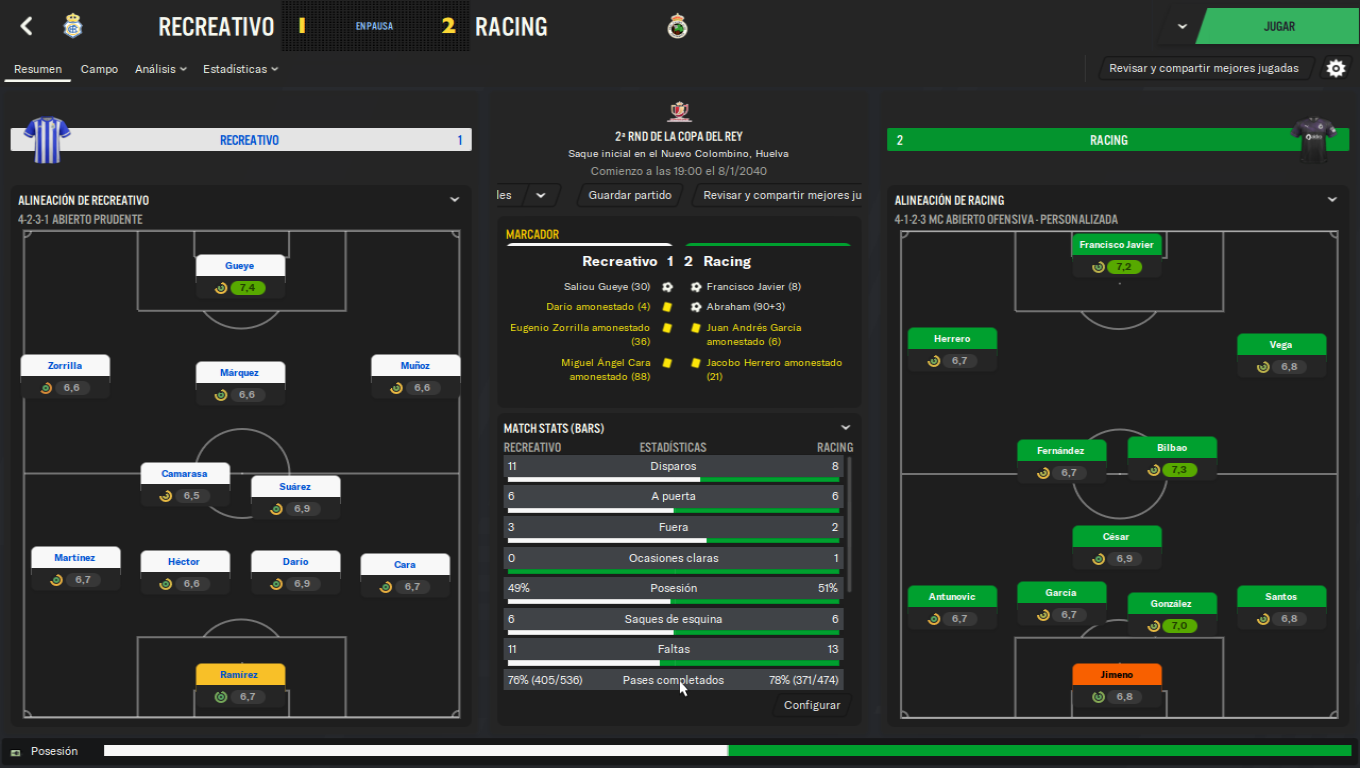 RECREATIVO
1
EN PAUSA
2
RACING
JUGAR
Resumen
Campo
Análisis
Estadísticas
Revisar y compartir mejores jugadas
RECREATIVO
1
ALINEACIÓN DE RECREATIVO
4-2-3-1 ABIERTO PRUDENTE
Gueye
7,4
Zorrilla
6,6
Márquez
6,6
Muñoz
6,6
Camarasa
6,5
Suárez
6,9
Martínez
6,7
Héctor
6,6
Darío
6,9
Cara
6,7
Ramírez
6,7
2ª RND DE LA COPA DEL REY
Saque inicial en el Nuevo Colombino, Huelva
Comienzo a las 19:00 el 8/1/2040
les
Guardar partido
Revisar y compartir mejores ju
MARCADOR
Recreativo 1 2 Racing
Saliou Gueye (30)
Francisco Javier (8)
Darío amonestado (4)
Abraham (90+3)
Eugenio Zorrilla amonestado
(36)
Juan Andrés García
amonestado (6)
Miguel Ángel Cara
amonestado (88)
Jacobo Herrero amonestado
(21)
MATCH STATS (BARS)
RECREATIVO ESTADÍSTICAS RACING
11 Disparos 8
6 A puerta 6
3 Fuera 2
0 Ocasiones claras 1
49% Posesión 51%
6 Saques de esquina 6
11 Faltas 13
76% (405/536) Pases completados 78% (371/474)
Configurar
2
RACING
ALINEACIÓN DE RACING
4-1-2-3 MC ABIERTO OFENSIVA - PERSONALIZADA
Francisco Javier
7,2
Herrero
6,7
Vega
6,8
Fernández
6,7
Bilbao
7,3
César
6,9
Antunovic
6,7
García
6,7
González
7,0
Santos
6,8
Jimeno
6,8
Posesión